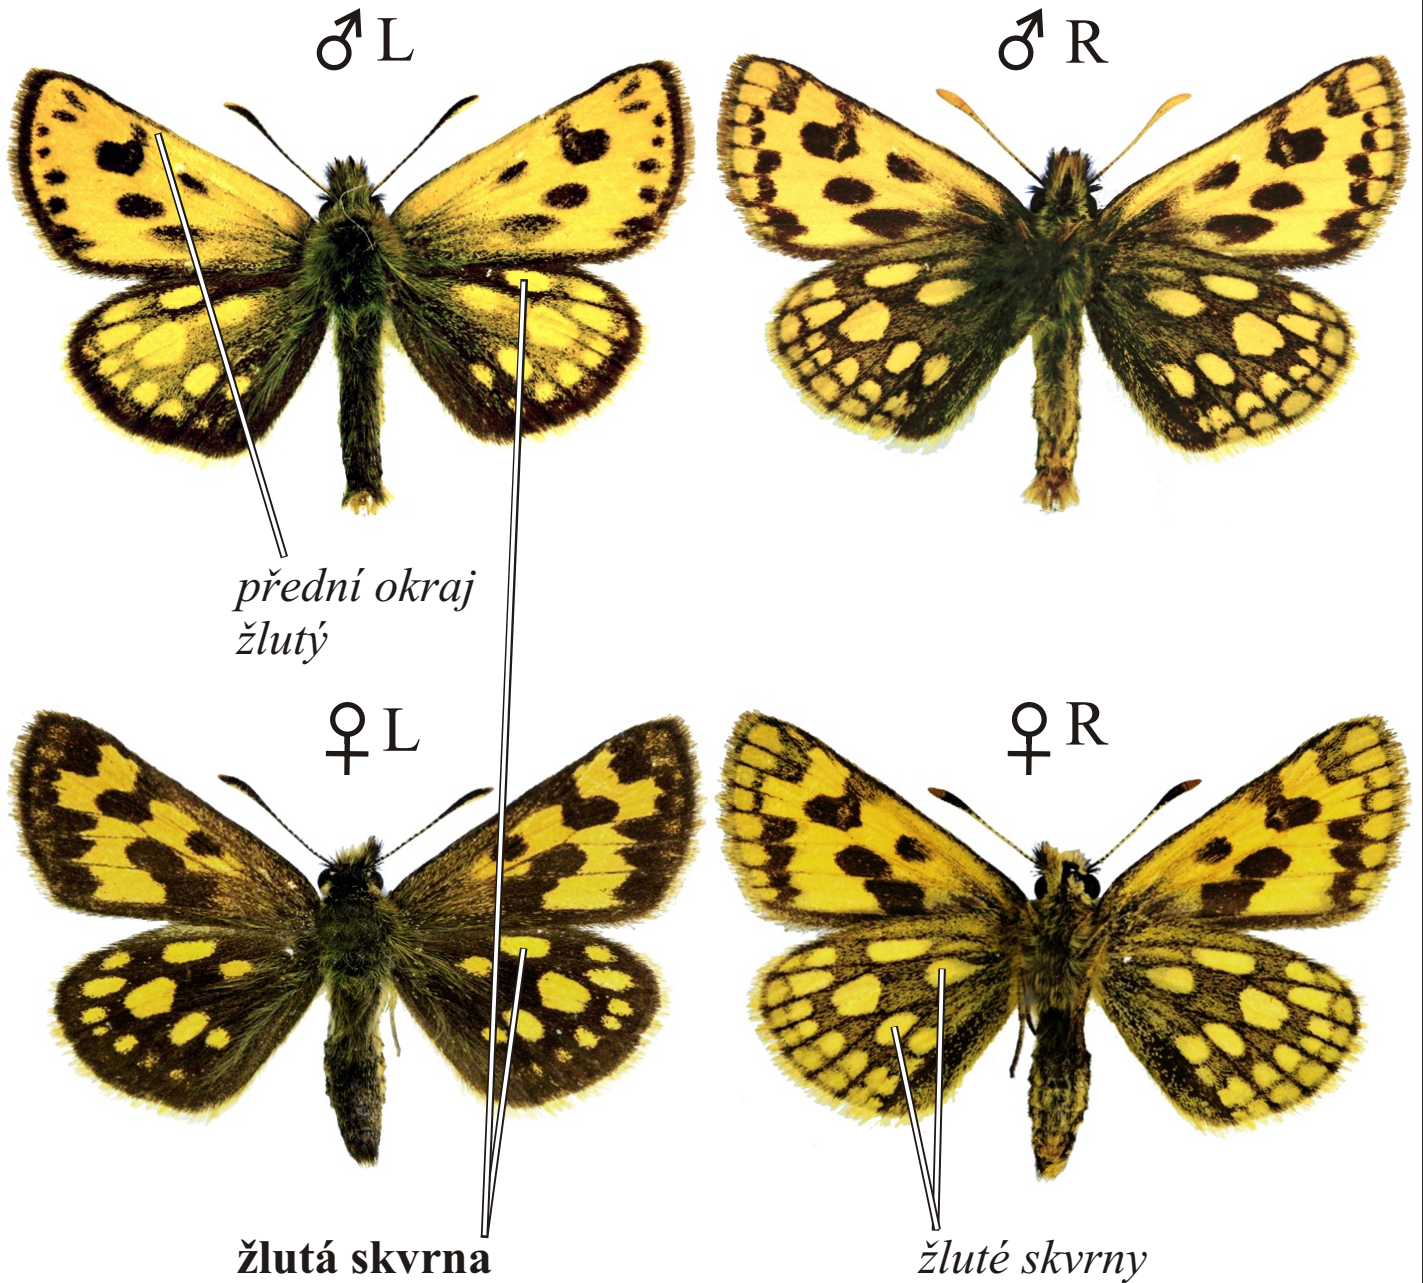 ♂ L
♂ R
přední okraj
žlutý
♀ L
♀ R
žlutá skvrna
žluté skvrny